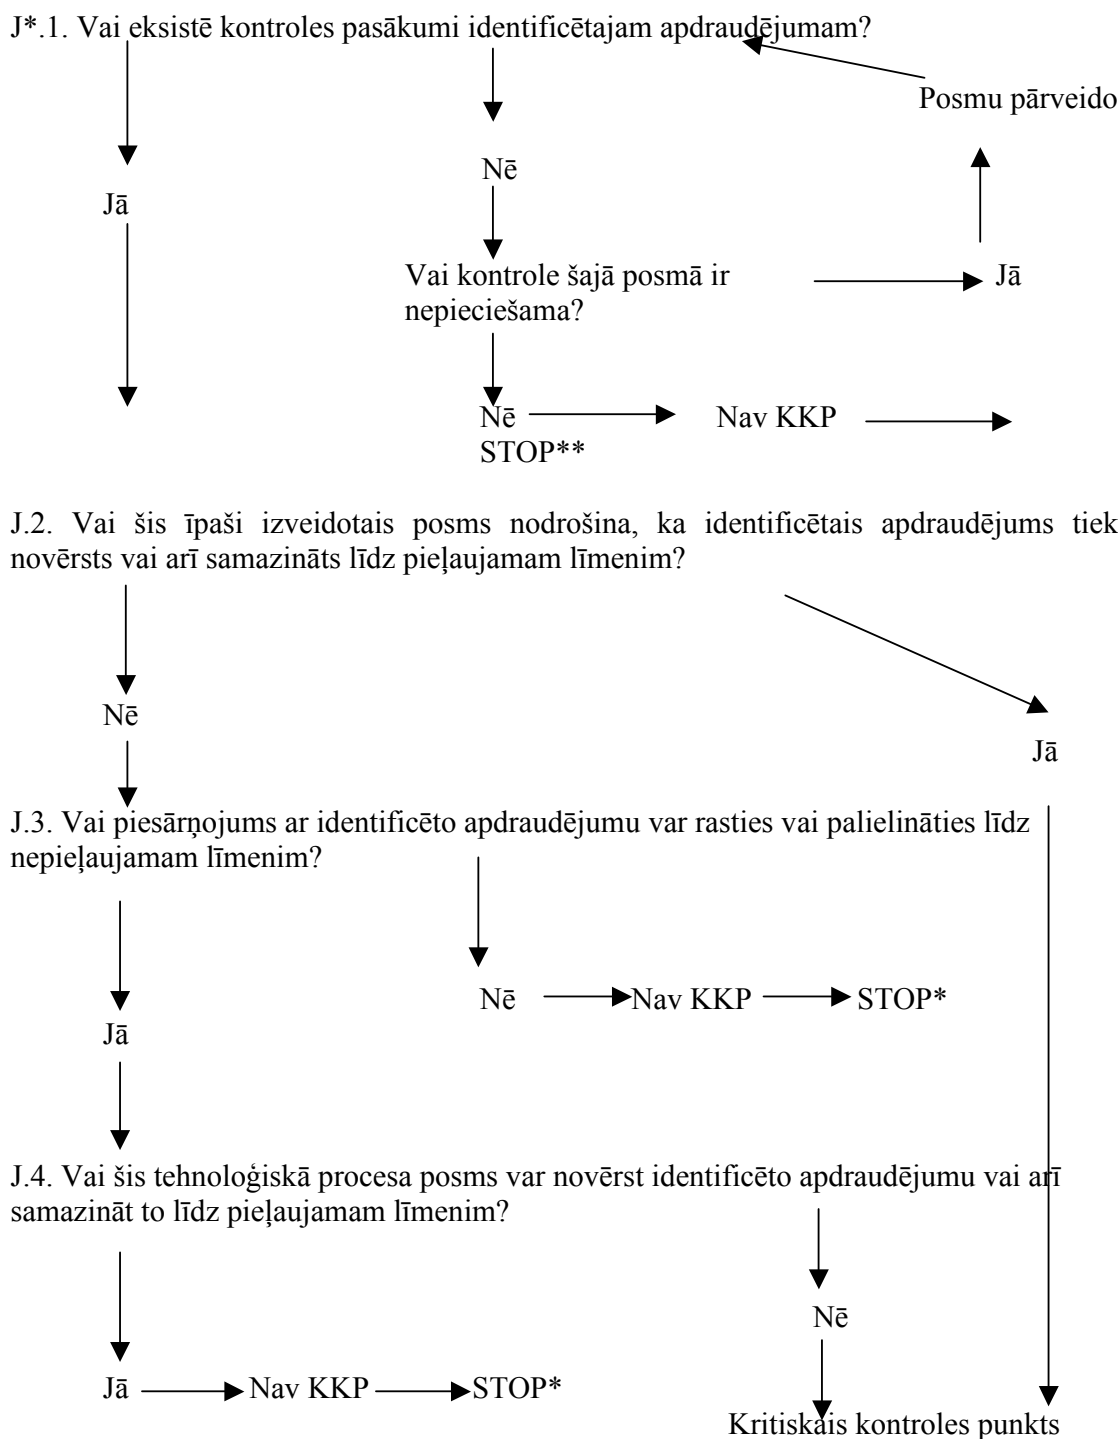 J*.1. Vai eksistē kontroles pasākumi identificētajam apdraudējumam?
Posmu pārveido
Nē
Jā
Vai kontrole šajā posmā ir
nepieciešama?
Jā
Nē
Nav KKP
STOP**
J.2. Vai šis īpaši izveidotais posms nodrošina, ka identificētais apdraudējums tiek
novērsts vai arī samazināts līdz pieļaujamam līmenim?
Nē
Jā
J.3. Vai piesārņojums ar identificēto apdraudējumu var rasties vai palielināties līdz
nepieļaujamam līmenim?
Nē
Nav KKP
STOP*
Jā
J.4. Vai šis tehnoloģiskā procesa posms var novērst identificēto apdraudējumu vai arī
samazināt to līdz pieļaujamam līmenim?
Nē
Jā
Nav KKP
STOP*
Kritiskais kontroles punkts